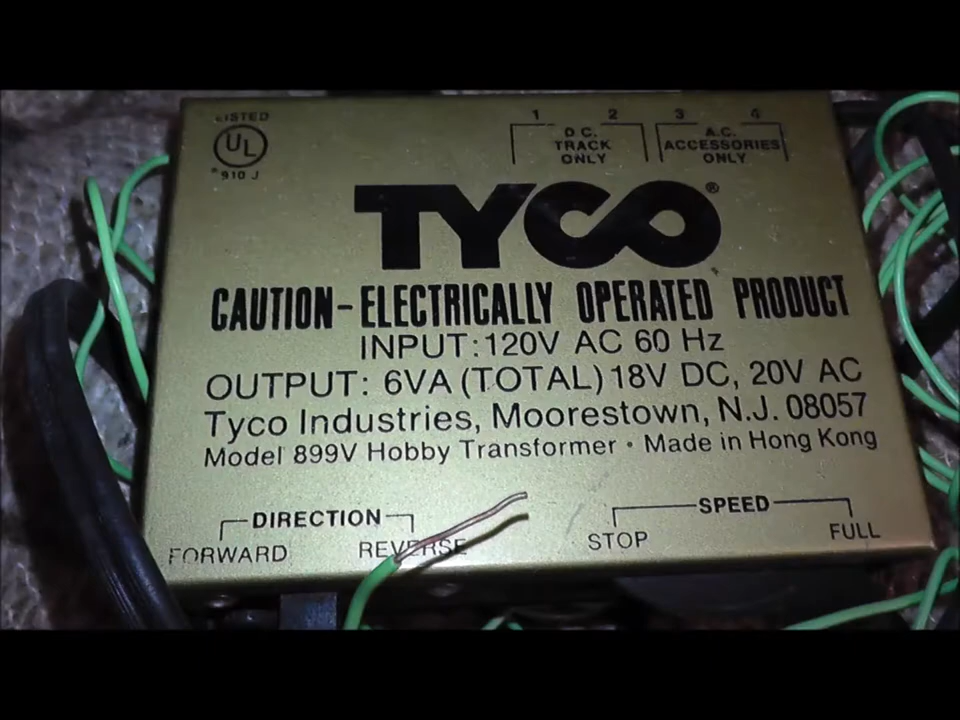 LISTED
UL
910 J
1 2 3 4
D.C. TRACK ONLY
A.C. ACCESSORIES ONLY
TYCO®
CAUTION-ELECTRICALLY OPERATED PRODUCT
INPUT: 120V AC 60 Hz
OUTPUT: 6VA (TOTAL) 18V DC, 20V AC
Tyco Industries, Moorestown, N.J. 08057
Model 899V Hobby Transformer • Made in Hong Kong
DIRECTION
FORWARD REVERSE
SPEED
STOP FULL